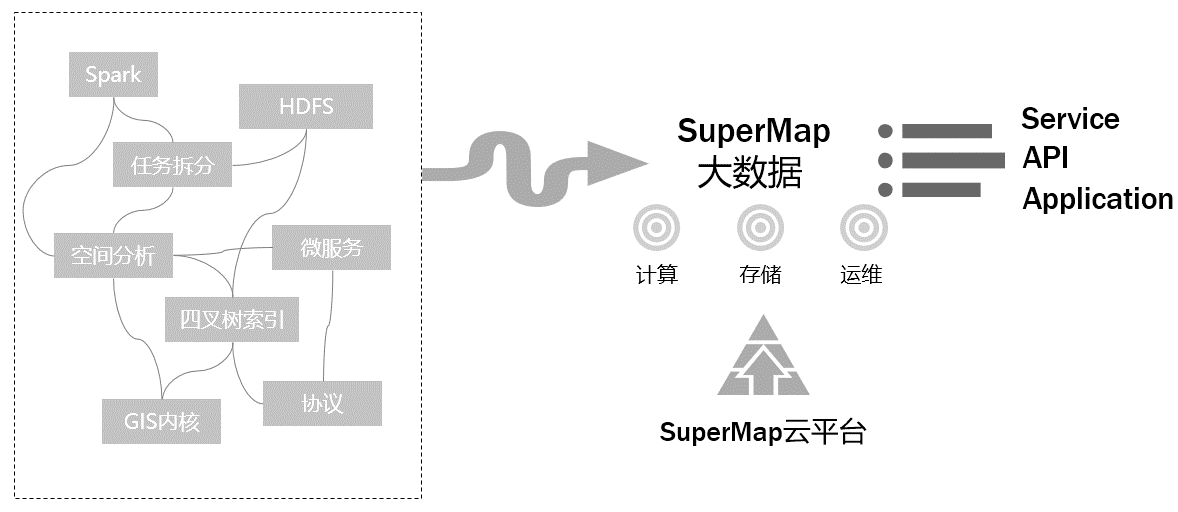 Spark
HDFS
任务拆分
空间分析
微服务
四叉树索引
GIS内核
协议
SuperMap
大数据
计算
存储
运维
SuperMap云平台
Service
API
Application